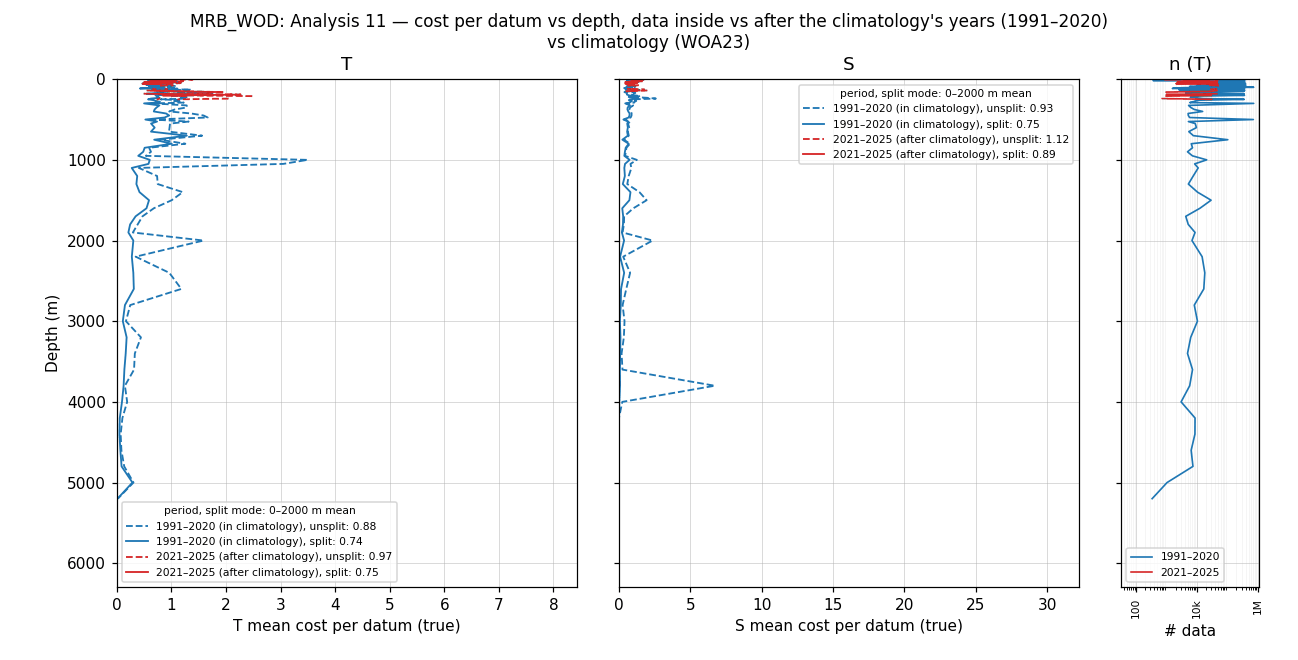 MRB_WOD: Analysis 11 — cost per datum vs depth, data inside vs after the climatology's years (1991–2020)
vs climatology (WOA23)
T
S
n (T)
0
1000
2000
3000
4000
5000
6000
Depth (m)
period, split mode: 0–2000 m mean
1991–2020 (in climatology), unsplit: 0.88
1991–2020 (in climatology), split: 0.74
2021–2025 (after climatology), unsplit: 0.97
2021–2025 (after climatology), split: 0.75
0 1 2 3 4 5 6 7 8
T mean cost per datum (true)
period, split mode: 0–2000 m mean
1991–2020 (in climatology), unsplit: 0.93
1991–2020 (in climatology), split: 0.75
2021–2025 (after climatology), unsplit: 1.12
2021–2025 (after climatology), split: 0.89
0 5 10 15 20 25 30
S mean cost per datum (true)
1991–2020
2021–2025
100 10k 1M
# data